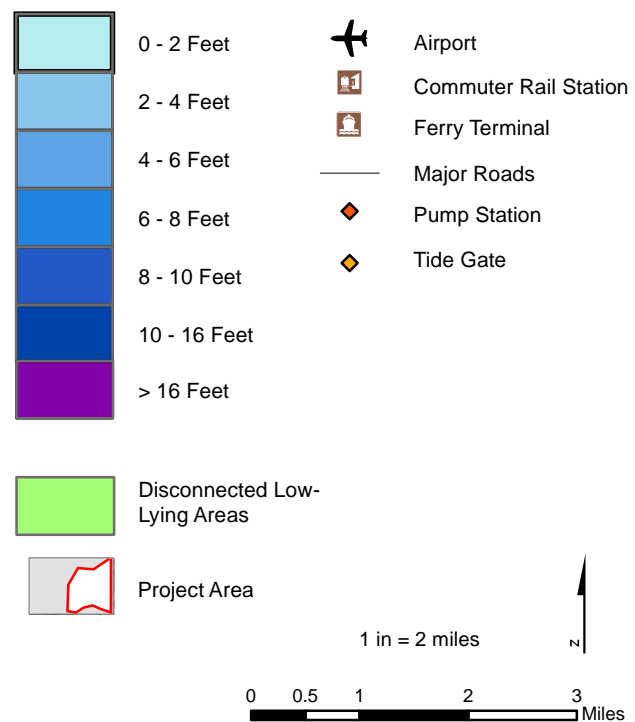 0 - 2 Feet
2 - 4 Feet
4 - 6 Feet
6 - 8 Feet
8 - 10 Feet
10 - 16 Feet
> 16 Feet
Disconnected Low-
Lying Areas
Project Area
Airport
Commuter Rail Station
Ferry Terminal
Major Roads
Pump Station
Tide Gate
1 in = 2 miles
N
0 0.5 1 2 3
Miles